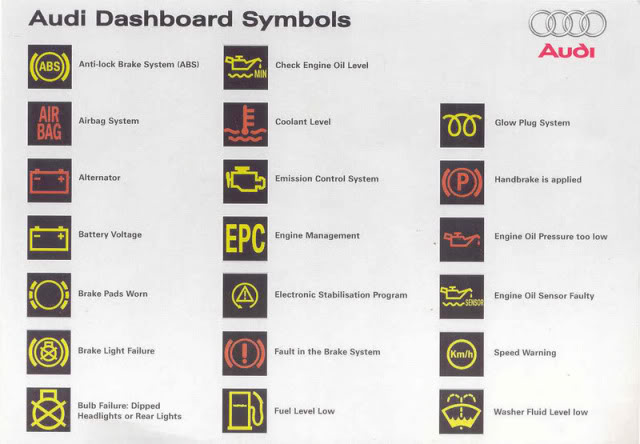 Audi Dashboard Symbols
Audi
ABS
Anti-lock Brake System (ABS)
AIR
BAG
Airbag System
Alternator
Battery Voltage
Brake Pads Worn
Brake Light Failure
Bulb Failure: Dipped
Headlights or Rear Lights
MIN
Check Engine Oil Level
Coolant Level
Emission Control System
EPC
Engine Management
Electronic Stabilisation Program
Fault in the Brake System
Fuel Level Low
Glow Plug System
P
Handbrake is applied
Engine Oil Pressure too low
SENSOR
Engine Oil Sensor Faulty
Km/h
Speed Warning
Washer Fluid Level low